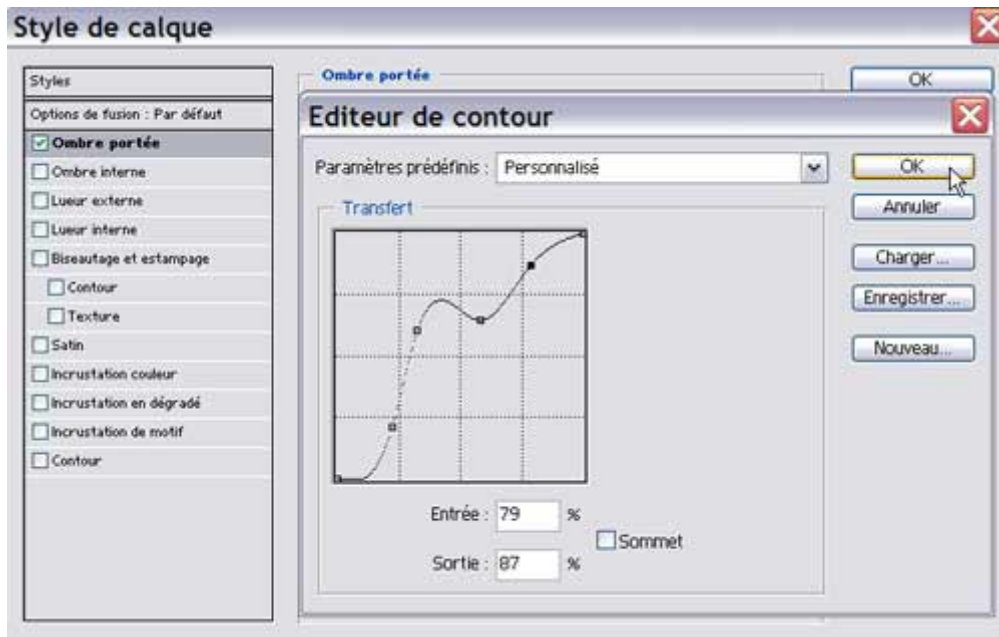 Style de calque
Styles
Options de fusion : Par défaut
Ombre portée
Ombre interne
Lueur externe
Lueur interne
Biseautage et estampage
Contour
Texture
Satin
Incrustation couleur
Incrustation en dégradé
Incrustation de motif
Contour
Ombre portée
OK
Editeur de contour
Paramètres prédéfinis : Personnalisé
OK
Annuler
Charger...
Enregistrer...
Nouveau...
Transfert
Entrée : 79 %
Sommet
Sortie : 87 %